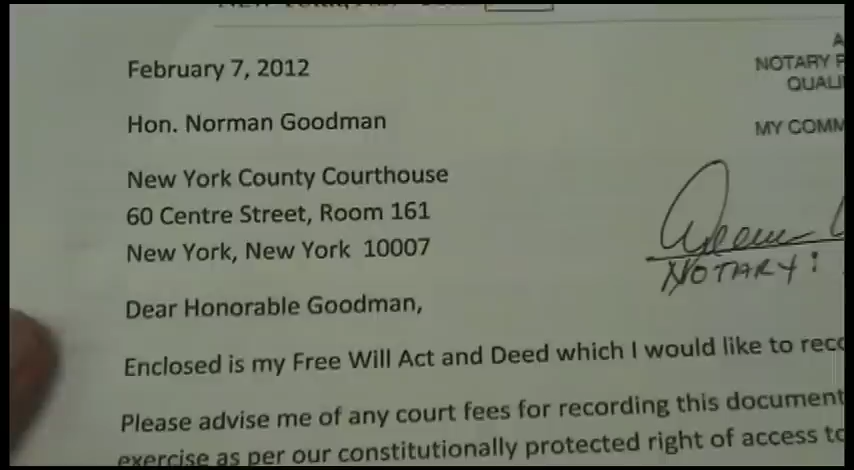 February 7, 2012
NOTARY
QUALI
Hon. Norman Goodman
MY COMM
New York County Courthouse
60 Centre Street, Room 161
New York, New York 10007
NOTARY:
Dear Honorable Goodman,
Enclosed is my Free Will Act and Deed which I would like to reco
Please advise me of any court fees for recording this document
exercise as per our constitutionally protected right of access to